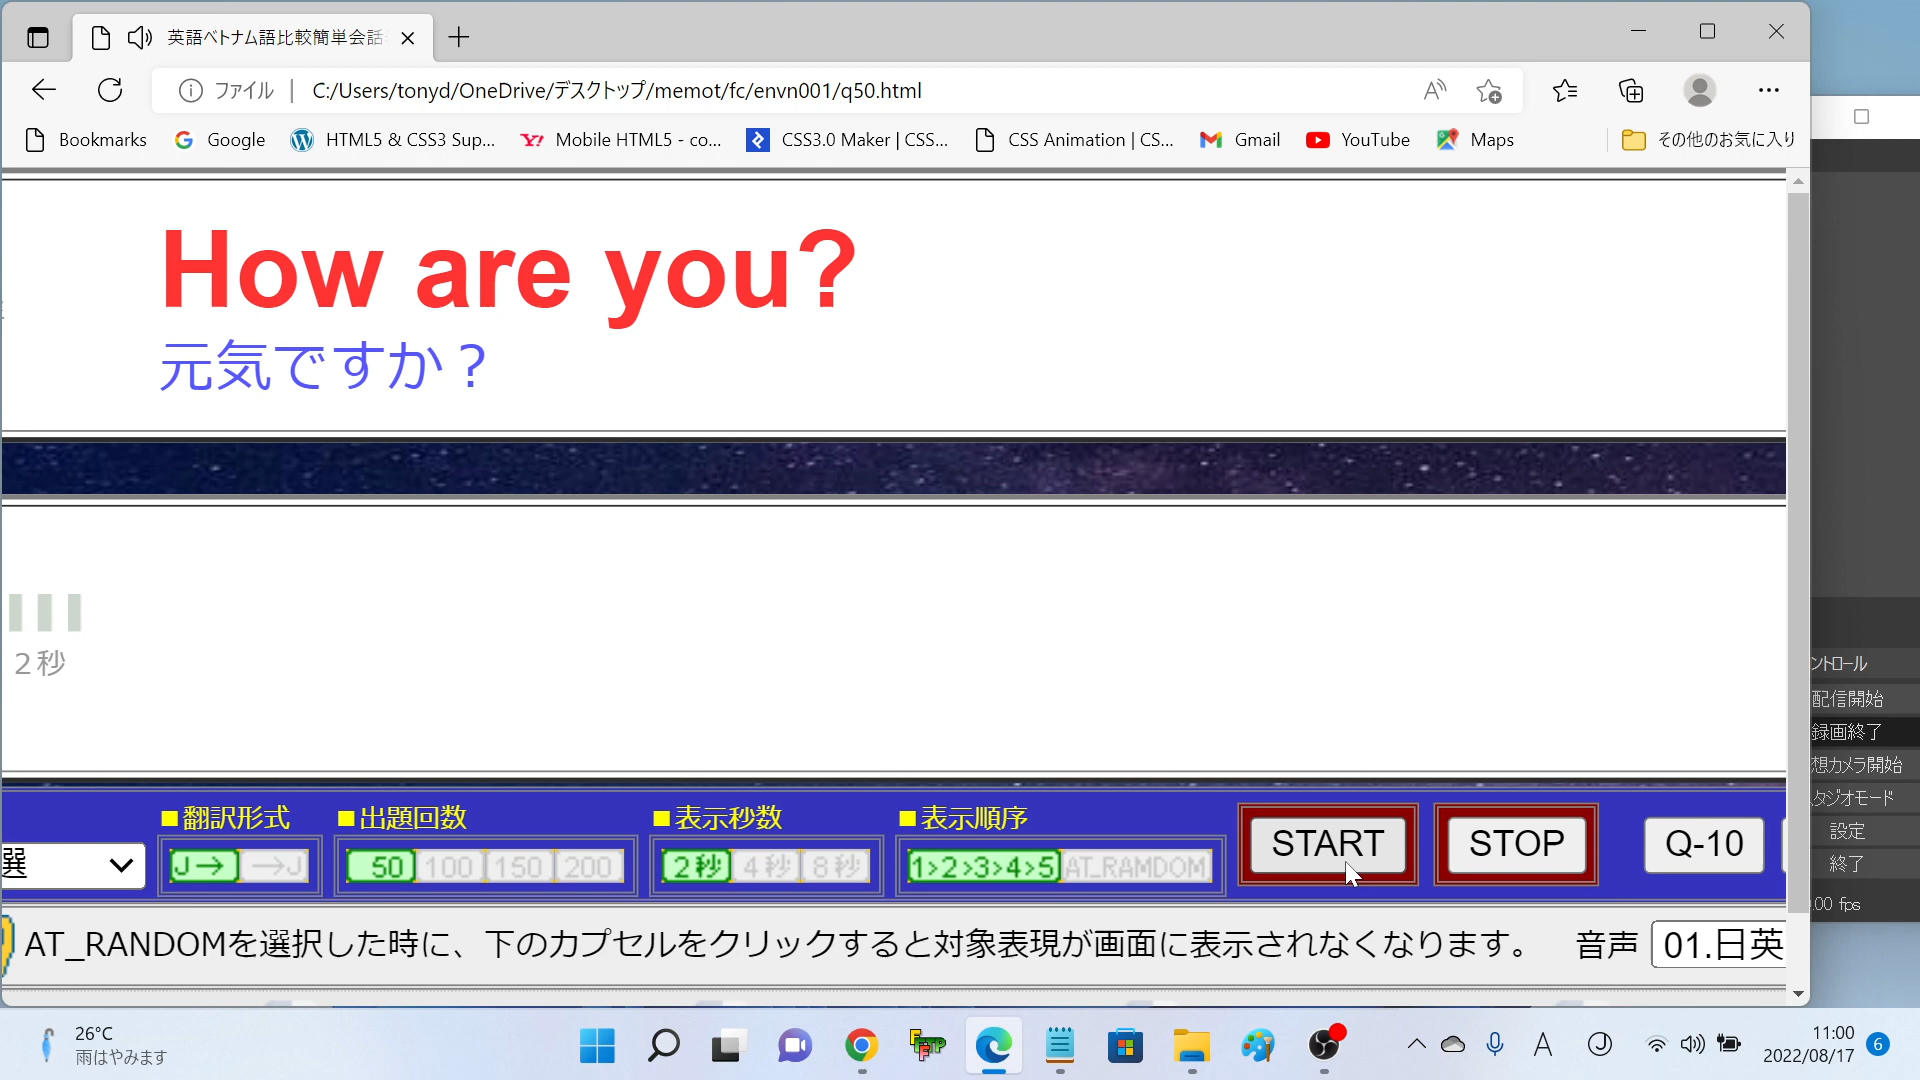 英語ベトナム語比較簡単会話
ファイル | C:/Users/tonyd/OneDrive/デスクトップ/memot/fc/envn001/q50.html
Bookmarks Google HTML5 & CSS3 Sup... Mobile HTML5 - co... CSS3.0 Maker | CSS... CSS Animation | CS... Gmail YouTube Maps その他のお気に入り
How are you?
元気ですか？
２秒
■翻訳形式 ■出題回数 ■表示秒数 ■表示順序
選 J→ →J 50 100 150 200 2秒 4秒 8秒 1>2>3>4>5 AT_RAMDOM START STOP Q-10
AT_RANDOMを選択した時に、下のカプセルをクリックすると対象表現が画面に表示されなくなります。 音声 01.日英
ントロール
配信開始
録画終了
想カメラ開始
タジオモード
設定
終了
.00 fps
26°C
雨はやみます
A
11:00
2022/08/17
6